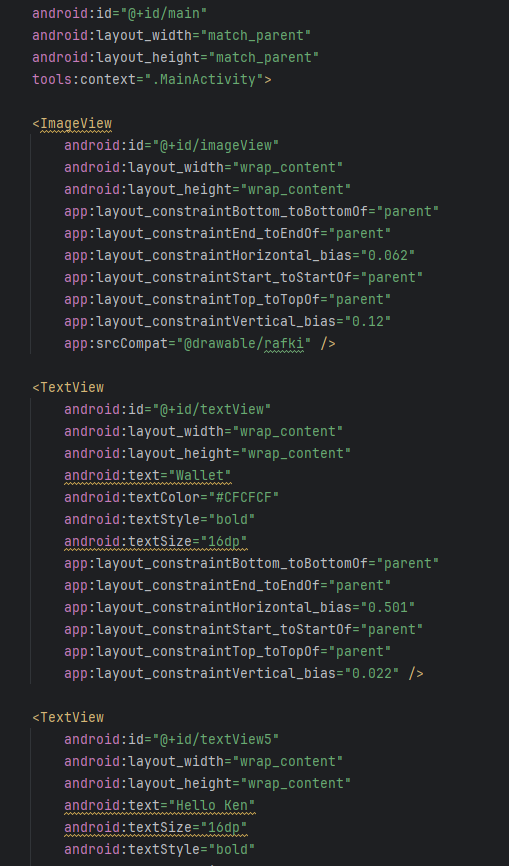 android:id="@+id/main"
android:layout_width="match_parent"
android:layout_height="match_parent"
tools:context=".MainActivity">
<ImageView
android:id="@+id/imageView"
android:layout_width="wrap_content"
android:layout_height="wrap_content"
app:layout_constraintBottom_toBottomOf="parent"
app:layout_constraintEnd_toEndOf="parent"
app:layout_constraintHorizontal_bias="0.062"
app:layout_constraintStart_toStartOf="parent"
app:layout_constraintTop_toTopOf="parent"
app:layout_constraintVertical_bias="0.12"
app:srcCompat="@drawable/rafki" />
<TextView
android:id="@+id/textView"
android:layout_width="wrap_content"
android:layout_height="wrap_content"
android:text="Wallet"
android:textColor="#CFCFCF"
android:textStyle="bold"
android:textSize="16dp"
app:layout_constraintBottom_toBottomOf="parent"
app:layout_constraintEnd_toEndOf="parent"
app:layout_constraintHorizontal_bias="0.501"
app:layout_constraintStart_toStartOf="parent"
app:layout_constraintTop_toTopOf="parent"
app:layout_constraintVertical_bias="0.022" />
<TextView
android:id="@+id/textView5"
android:layout_width="wrap_content"
android:layout_height="wrap_content"
android:text="Hello Ken"
android:textSize="16dp"
android:textStyle="bold"